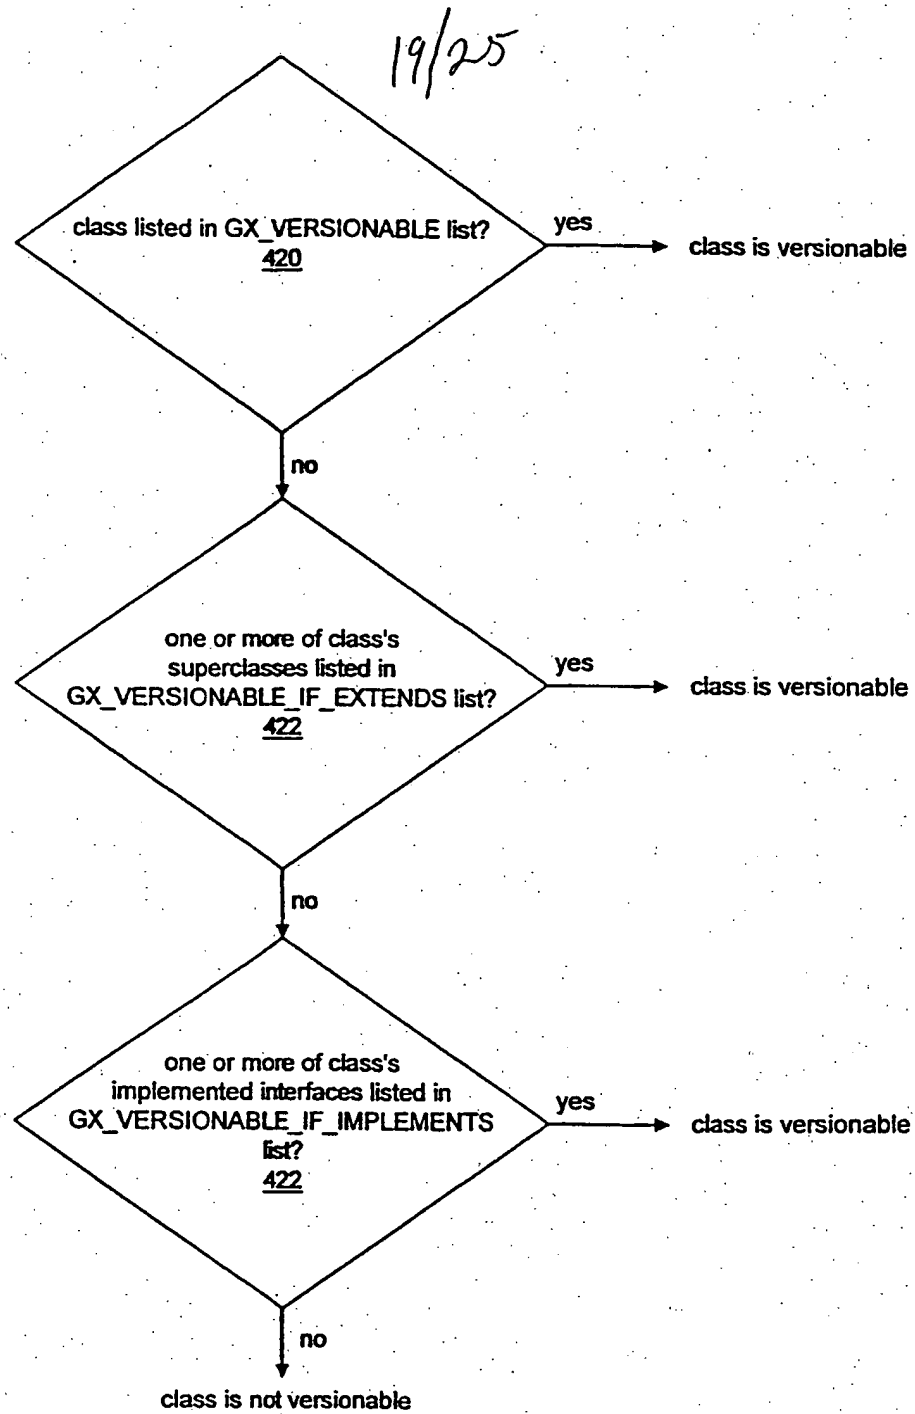 19/25
class listed in GX_VERSIONABLE list?
420
yes
class is versionable
no
one or more of class's
superclasses listed in
GX_VERSIONABLE_IF_EXTENDS list?
422
yes
class is versionable
no
one or more of class's
implemented interfaces listed in
GX_VERSIONABLE_IF_IMPLEMENTS
list?
422
yes
class is versionable
no
class is not versionable